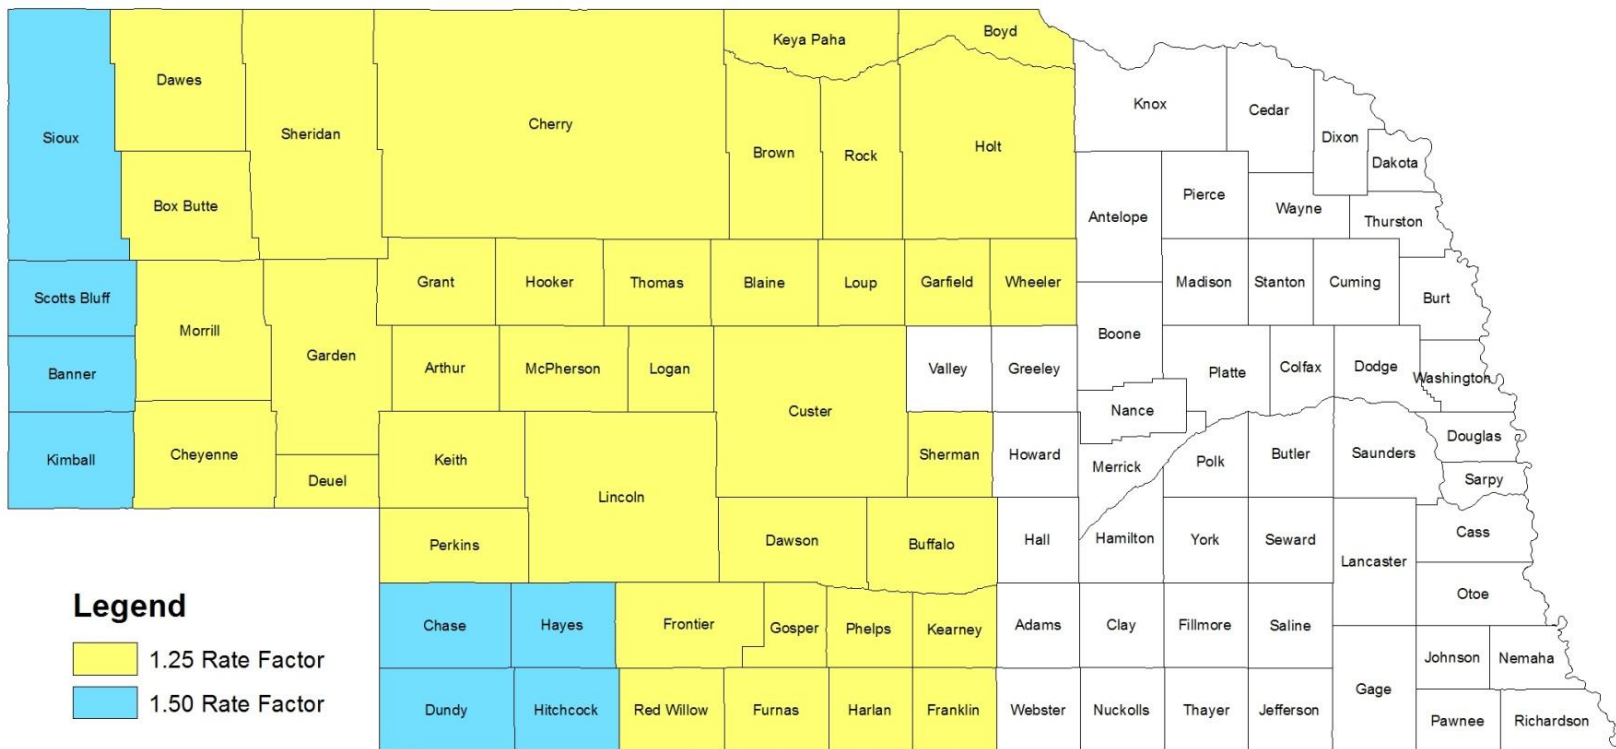 Keya Paha
Boyd
Dawes
Knox
Cedar
Sioux
Sheridan
Cherry
Brown
Rock
Holt
Dixon
Dakota
Box Butte
Antelope
Pierce
Wayne
Thurston
Scotts Bluff
Grant
Hooker
Thomas
Blaine
Loup
Garfield
Wheeler
Madison
Stanton
Cuming
Burt
Morrill
Garden
Boone
Banner
Arthur
McPherson
Logan
Valley
Greeley
Platte
Colfax
Dodge
Washington
Custer
Nance
Kimball
Cheyenne
Keith
Sherman
Howard
Merrick
Polk
Butler
Saunders
Douglas
Deuel
Lincoln
Sarpy
Perkins
Dawson
Buffalo
Hall
Hamilton
York
Seward
Lancaster
Cass
Otoe
Legend
Chase
Hayes
Frontier
Gosper
Phelps
Kearney
Adams
Clay
Fillmore
Saline
1.25 Rate Factor
Johnson
Nemaha
Gage
1.50 Rate Factor
Dundy
Hitchcock
Red Willow
Furnas
Harlan
Franklin
Webster
Nuckolls
Thayer
Jefferson
Pawnee
Richardson